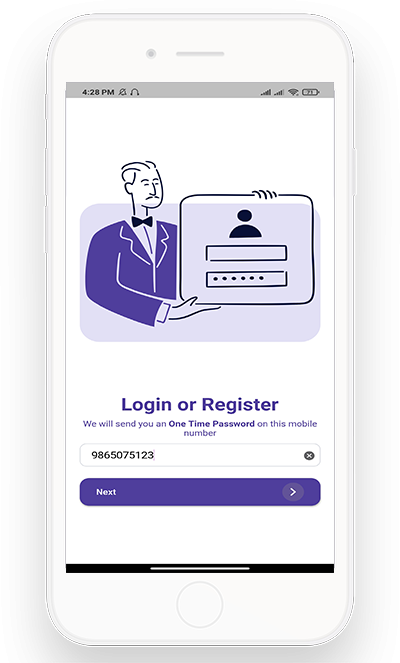 4:28 PM
71
Login or Register
We will send you an One Time Password on this mobile
number
9865075123
Next